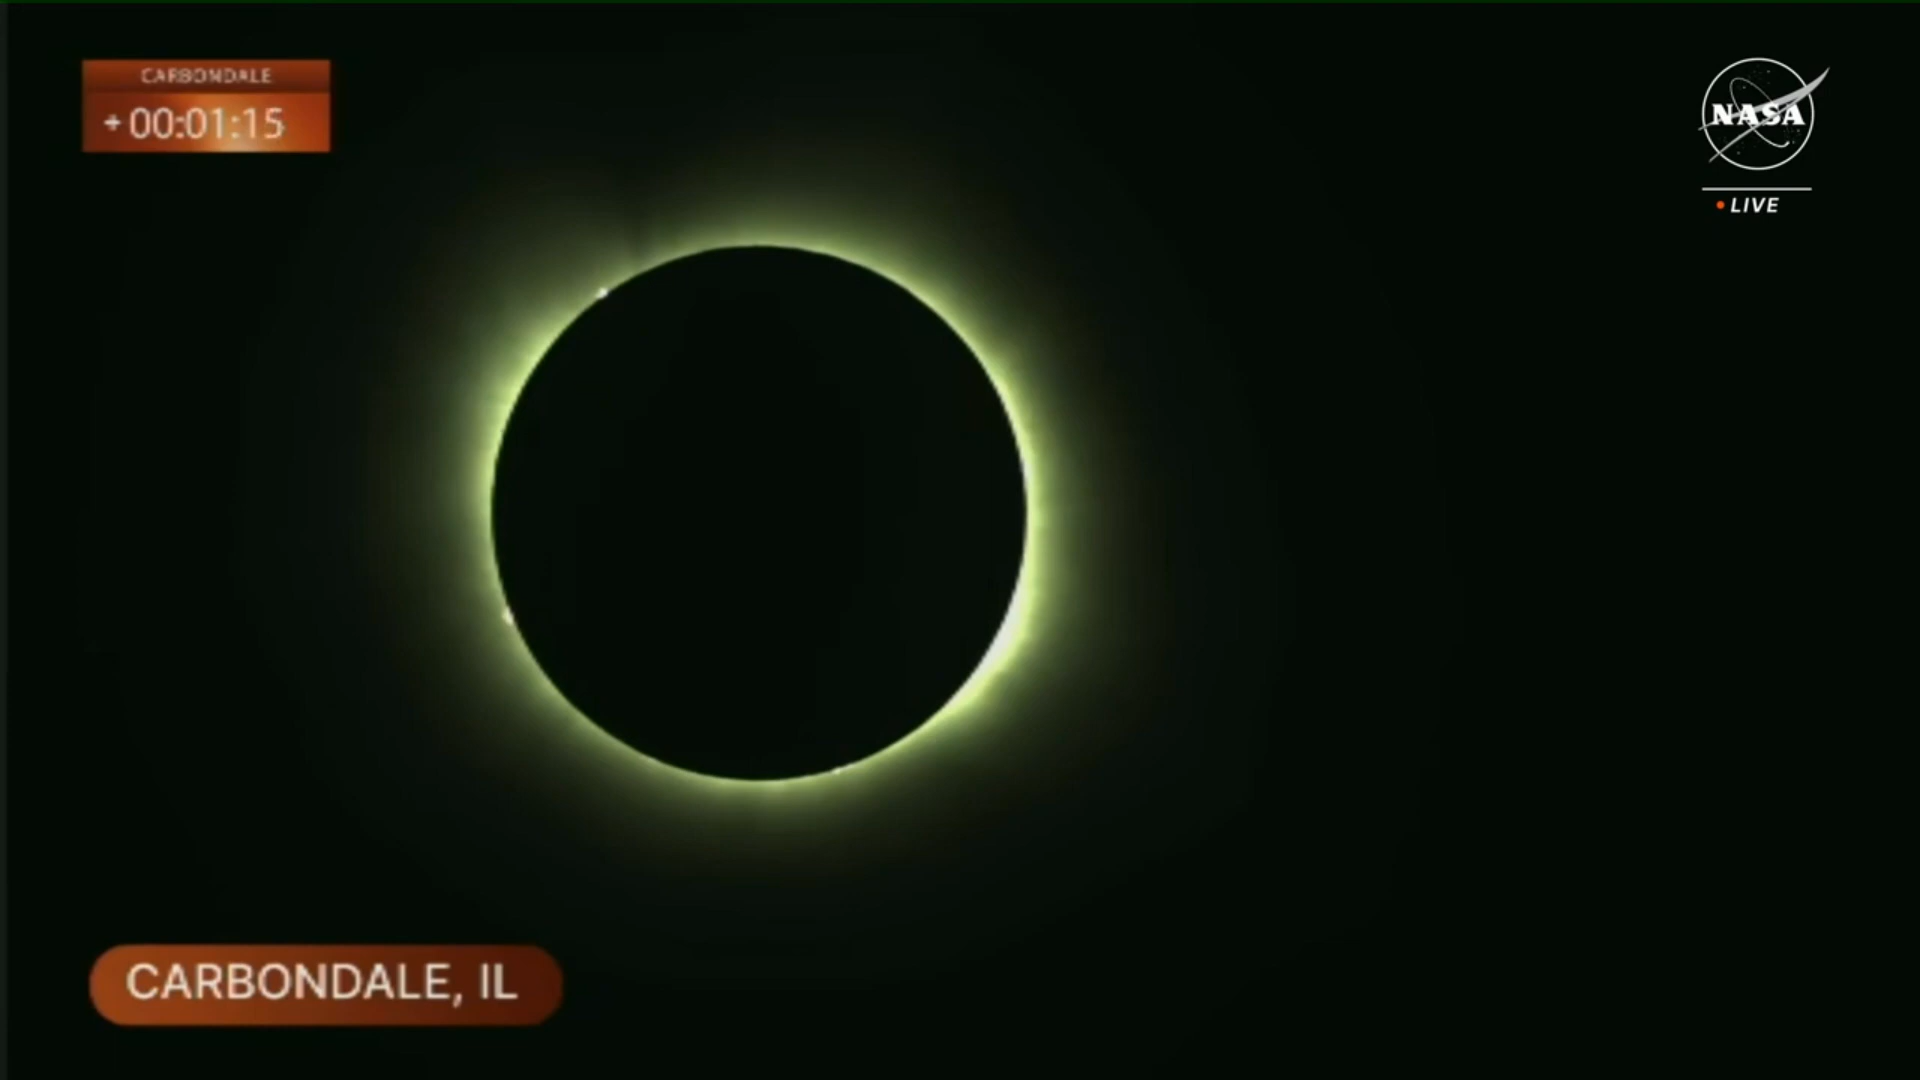 CARBONDALE
+00:01:15
NASA
LIVE
CARBONDALE, IL